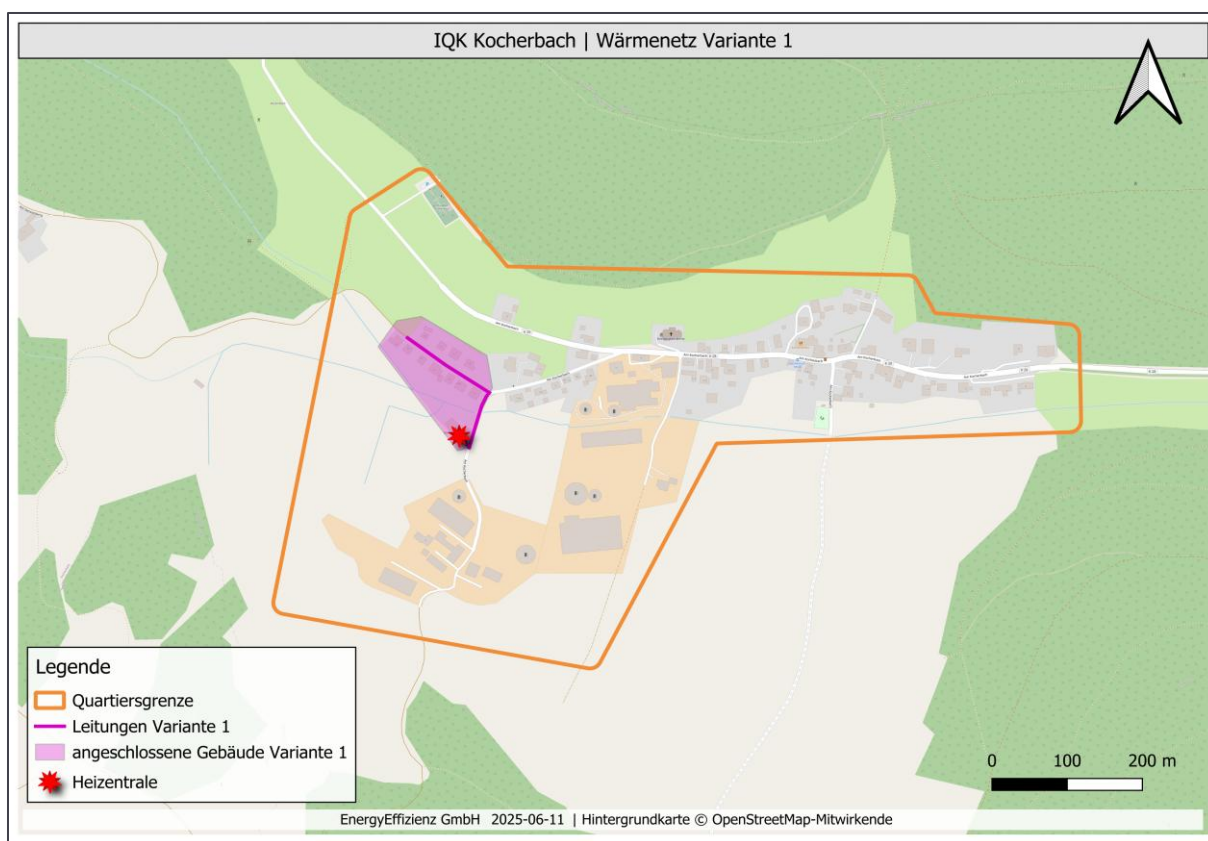 IQK Kocherbach | Wärmenetz Variante 1
Legende
Quartiersgrenze
Leitungen Variante 1
angeschlossene Gebäude Variante 1
Heizentrale
0 100 200 m
EnergyEffizienz GmbH 2025-06-11 | Hintergrundkarte © OpenStreetMap-Mitwirkende